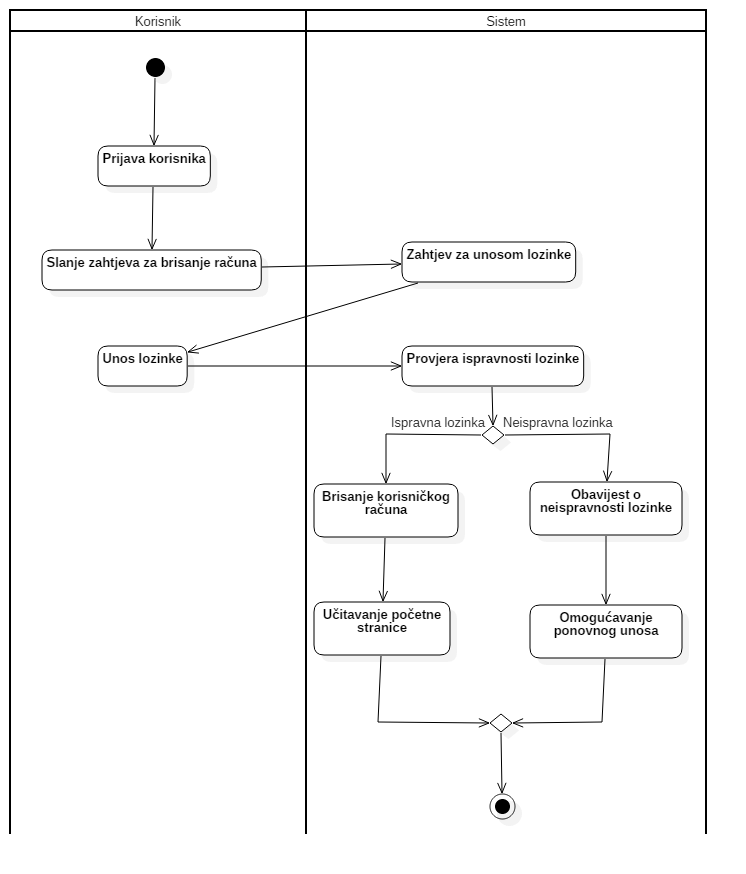 Korisnik
Sistem
Prijava korisnika
Slanje zahtjeva za brisanje računa
Zahtjev za unosom lozinke
Unos lozinke
Provjera ispravnosti lozinke
Ispravna lozinka
Neispravna lozinka
Brisanje korisničkog
računa
Obavijest o
neispravnosti lozinke
Učitavanje početne
stranice
Omogućavanje
ponovnog unosa